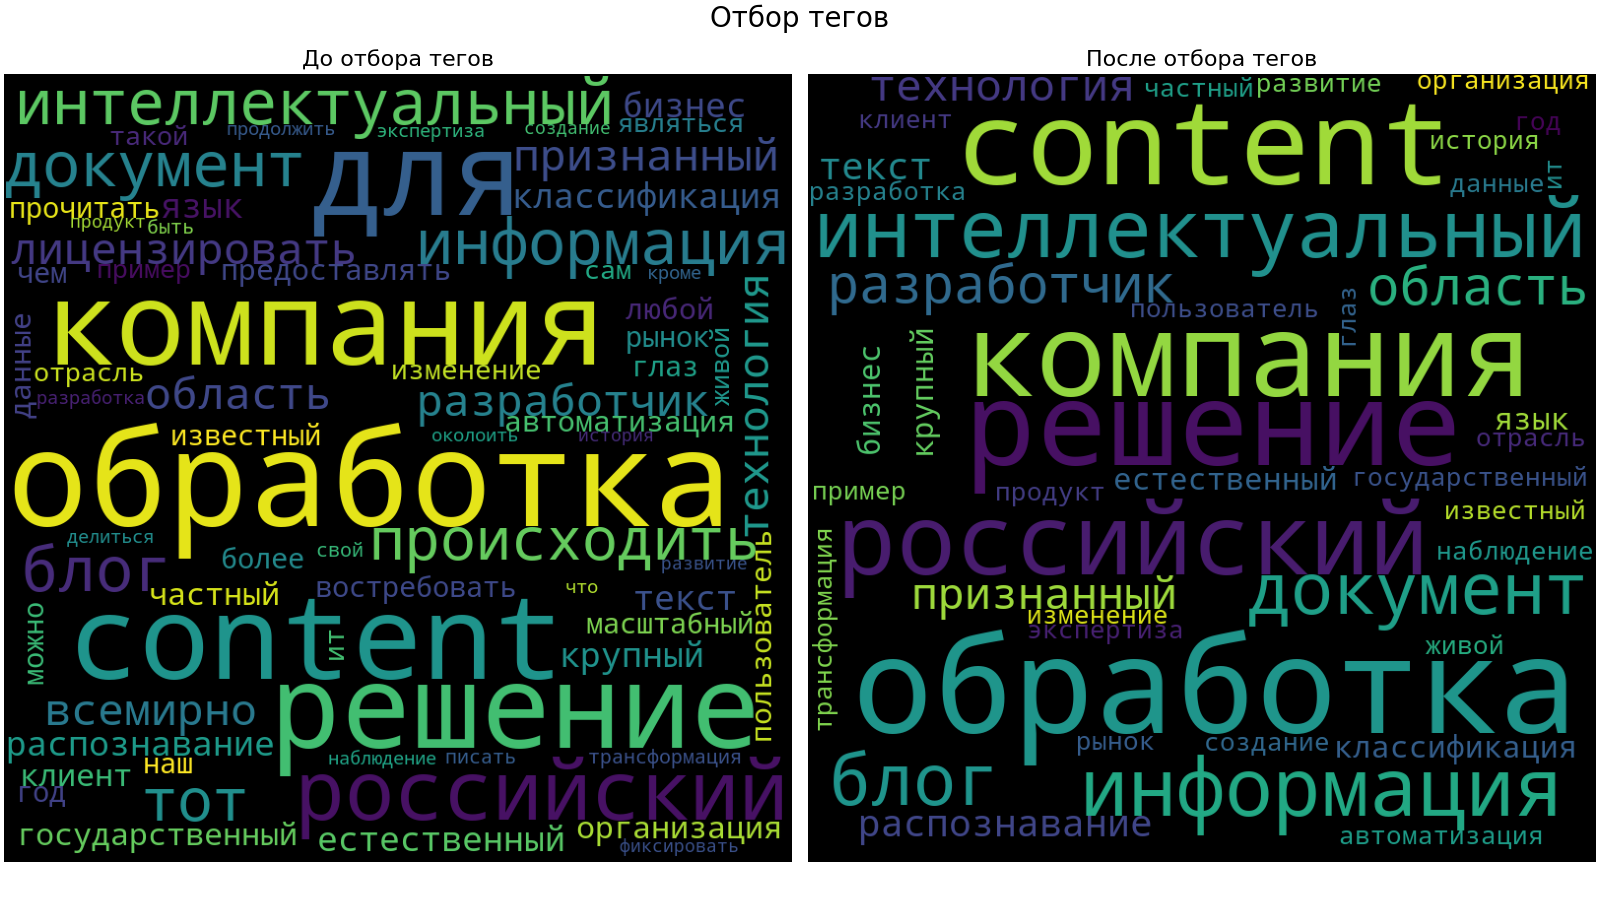 Отбор тегов
До отбора тегов
интеллектуальный
бизнес
такой
продолжить
экспертиза
создание
являться
документ
для
признанный
классификация
прочитать
язык
продукт
быть
лицензировать
информация
чем
пример
предоставлять
сам
кроме
компания
любой
рынок
глаз
живой
технология
данные
отрасль
изменение
разработка
область
разработчик
автоматизация
известный
околоить
история
обработка
делиться
блог
более
свой
происходить
развитие
частный
востребовать
что
текст
пользователь
можно
content
ит
масштабный
крупный
решение
всемирно
распознавание
наблюдение
писать
трансформация
клиент
наш
год
тот
российский
государственный
естественный
организация
фиксировать
После отбора тегов
технология
частный
развитие
организация
клиент
content
год
история
текст
разработка
данные
ит
интеллектуальный
разработчик
область
пользователь
глаз
компания
бизнес
крупный
решение
язык
отрасль
пример
продукт
естественный
государственный
российский
известный
наблюдение
трансформация
признанный
документ
изменение
экспертиза
живой
обработка
рынок
создание
классификация
блог
информация
распознавание
автоматизация